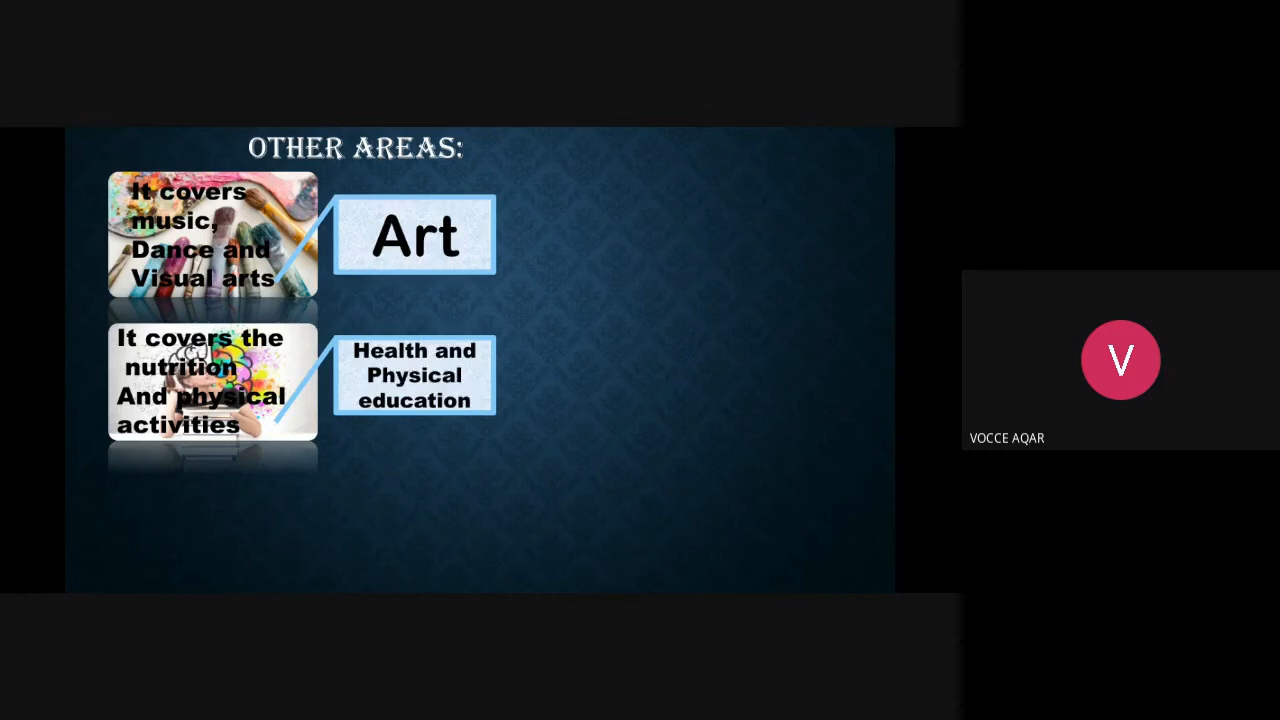 OTHER AREAS:
It covers
music,
Dance and
Visual arts
Art
It covers the
nutrition
And physical
activities
Health and
Physical
education
V
VOCCE AQAR